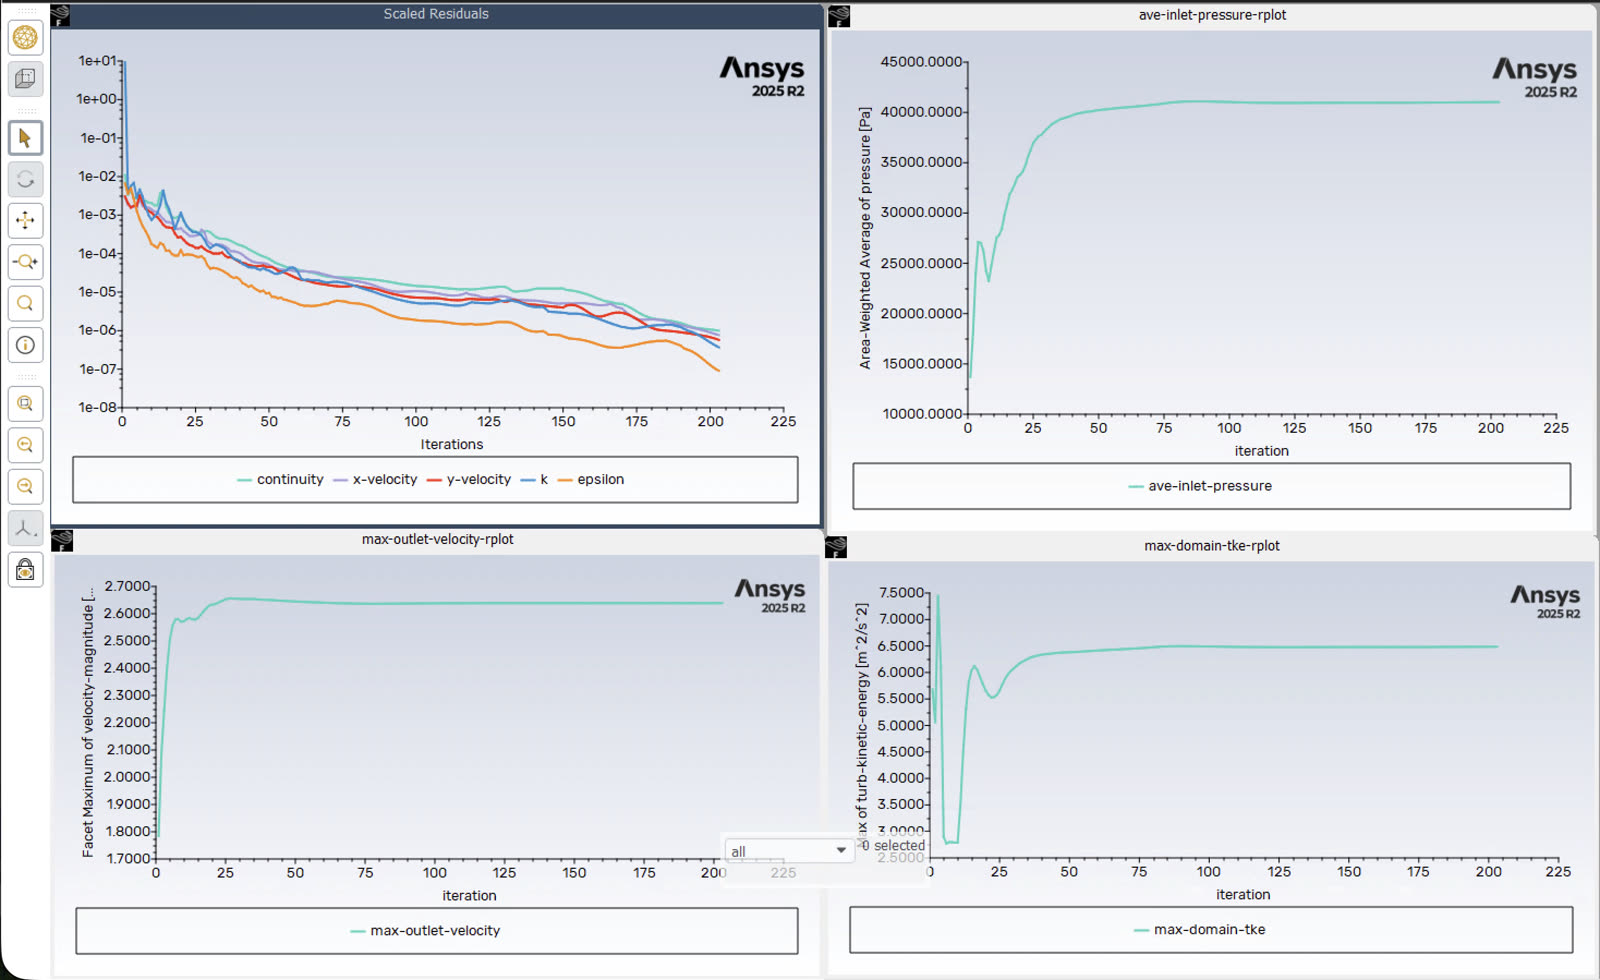 Scaled Residuals
F
Ansys
2025 R2
1e+01
1e+00
1e-01
1e-02
1e-03
1e-04
1e-05
1e-06
1e-07
1e-08
0 25 50 75 100 125 150 175 200 225
Iterations
continuity x-velocity y-velocity k epsilon
ave-inlet-pressure-rplot
F
Ansys
2025 R2
Area-Weighted Average of pressure [Pa]
45000.0000
40000.0000
35000.0000
30000.0000
25000.0000
20000.0000
15000.0000
10000.0000
0 25 50 75 100 125 150 175 200 225
iteration
ave-inlet-pressure
max-outlet-velocity-rplot
F
Ansys
2025 R2
Facet Maximum of velocity-magnitude [...
2.7000
2.6000
2.5000
2.4000
2.3000
2.2000
2.1000
2.0000
1.9000
1.8000
1.7000
0 25 50 75 100 125 150 175 200 225
iteration
max-outlet-velocity
all
0 selected
max-domain-tke-rplot
F
Ansys
2025 R2
Max of turb-kinetic-energy [m^2/s^2]
7.5000
7.0000
6.5000
6.0000
5.5000
5.0000
4.5000
4.0000
3.5000
3.0000
2.5000
0 25 50 75 100 125 150 175 200 225
iteration
max-domain-tke